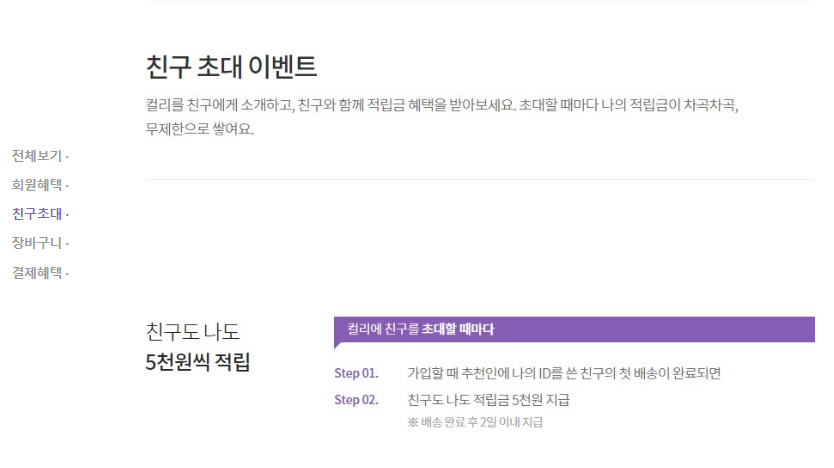 친구 초대 이벤트
컬리를 친구에게 소개하고, 친구와 함께 적립금 혜택을 받아보세요. 초대할 때마다 나의 적립금이 차곡차곡,
무제한으로 쌓여요.
전체보기 ·
회원혜택 ·
친구초대 ·
장바구니 ·
결제혜택 ·
친구도 나도
5천원씩 적립
컬리에 친구를 초대할 때마다
Step 01. 가입할 때 추천인에 나의 ID를 쓴 친구의 첫 배송이 완료되면
Step 02. 친구도 나도 적립금 5천원 지급
※ 배송 완료 후 2일 이내 지급